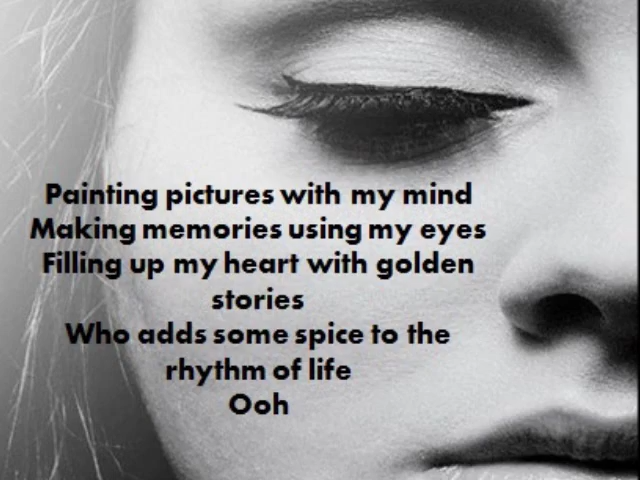 Painting pictures with my mind
Making memories using my eyes
Filling up my heart with golden
stories
Who adds some spice to the
rhythm of life
Ooh